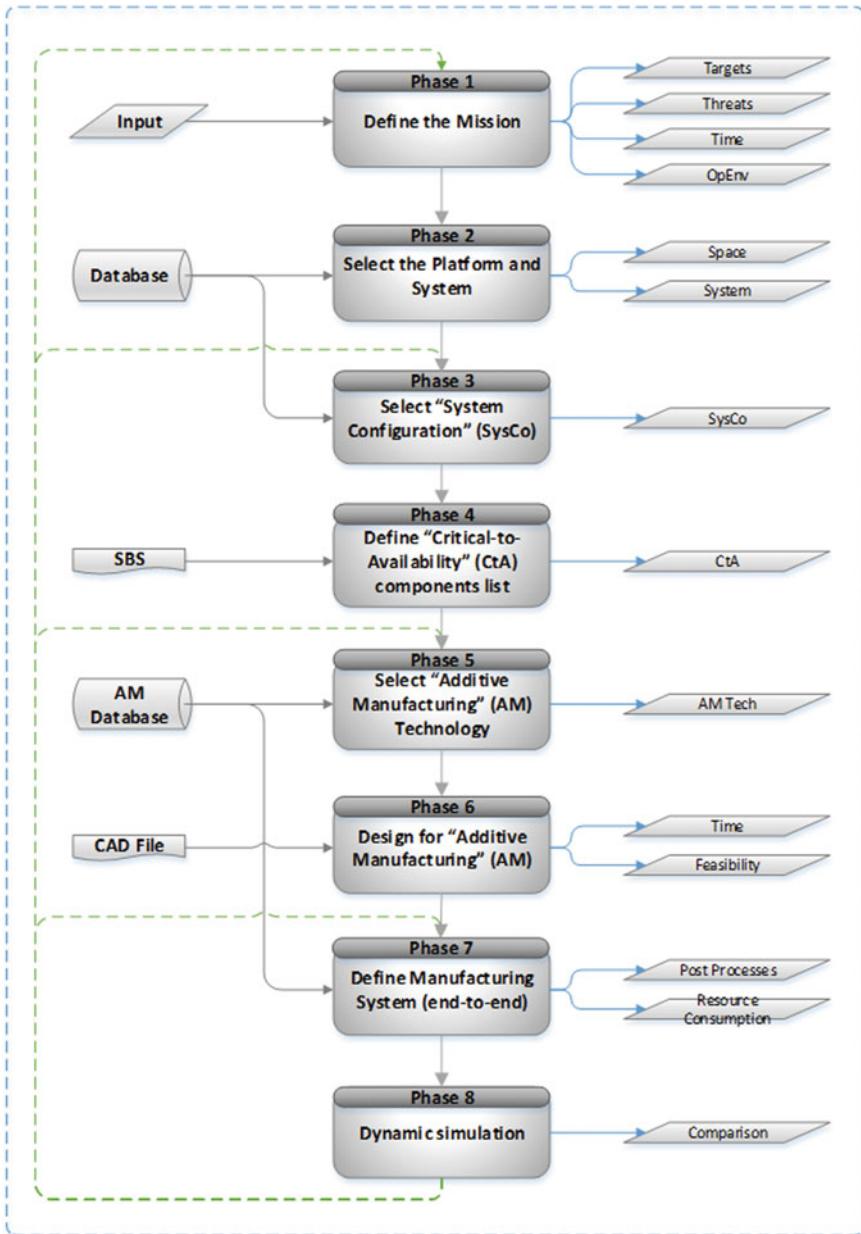 Phase 1
Define the Mission
Input
Targets
Threats
Time
OpEnv
Phase 2
Select the Platform and
System
Database
Space
System
Phase 3
Select “System
Configuration” (SysCo)
SysCo
Phase 4
Define “Critical-to-
Availability” (CtA)
components list
SBS
CtA
Phase 5
Select “Additive
Manufacturing” (AM)
Technology
AM
Database
AM Tech
Phase 6
Design for “Additive
Manufacturing” (AM)
CAD File
Time
Feasibility
Phase 7
Define Manufacturing
System (end-to-end)
Post Processes
Resource
Consumption
Phase 8
Dynamic simulation
Comparison